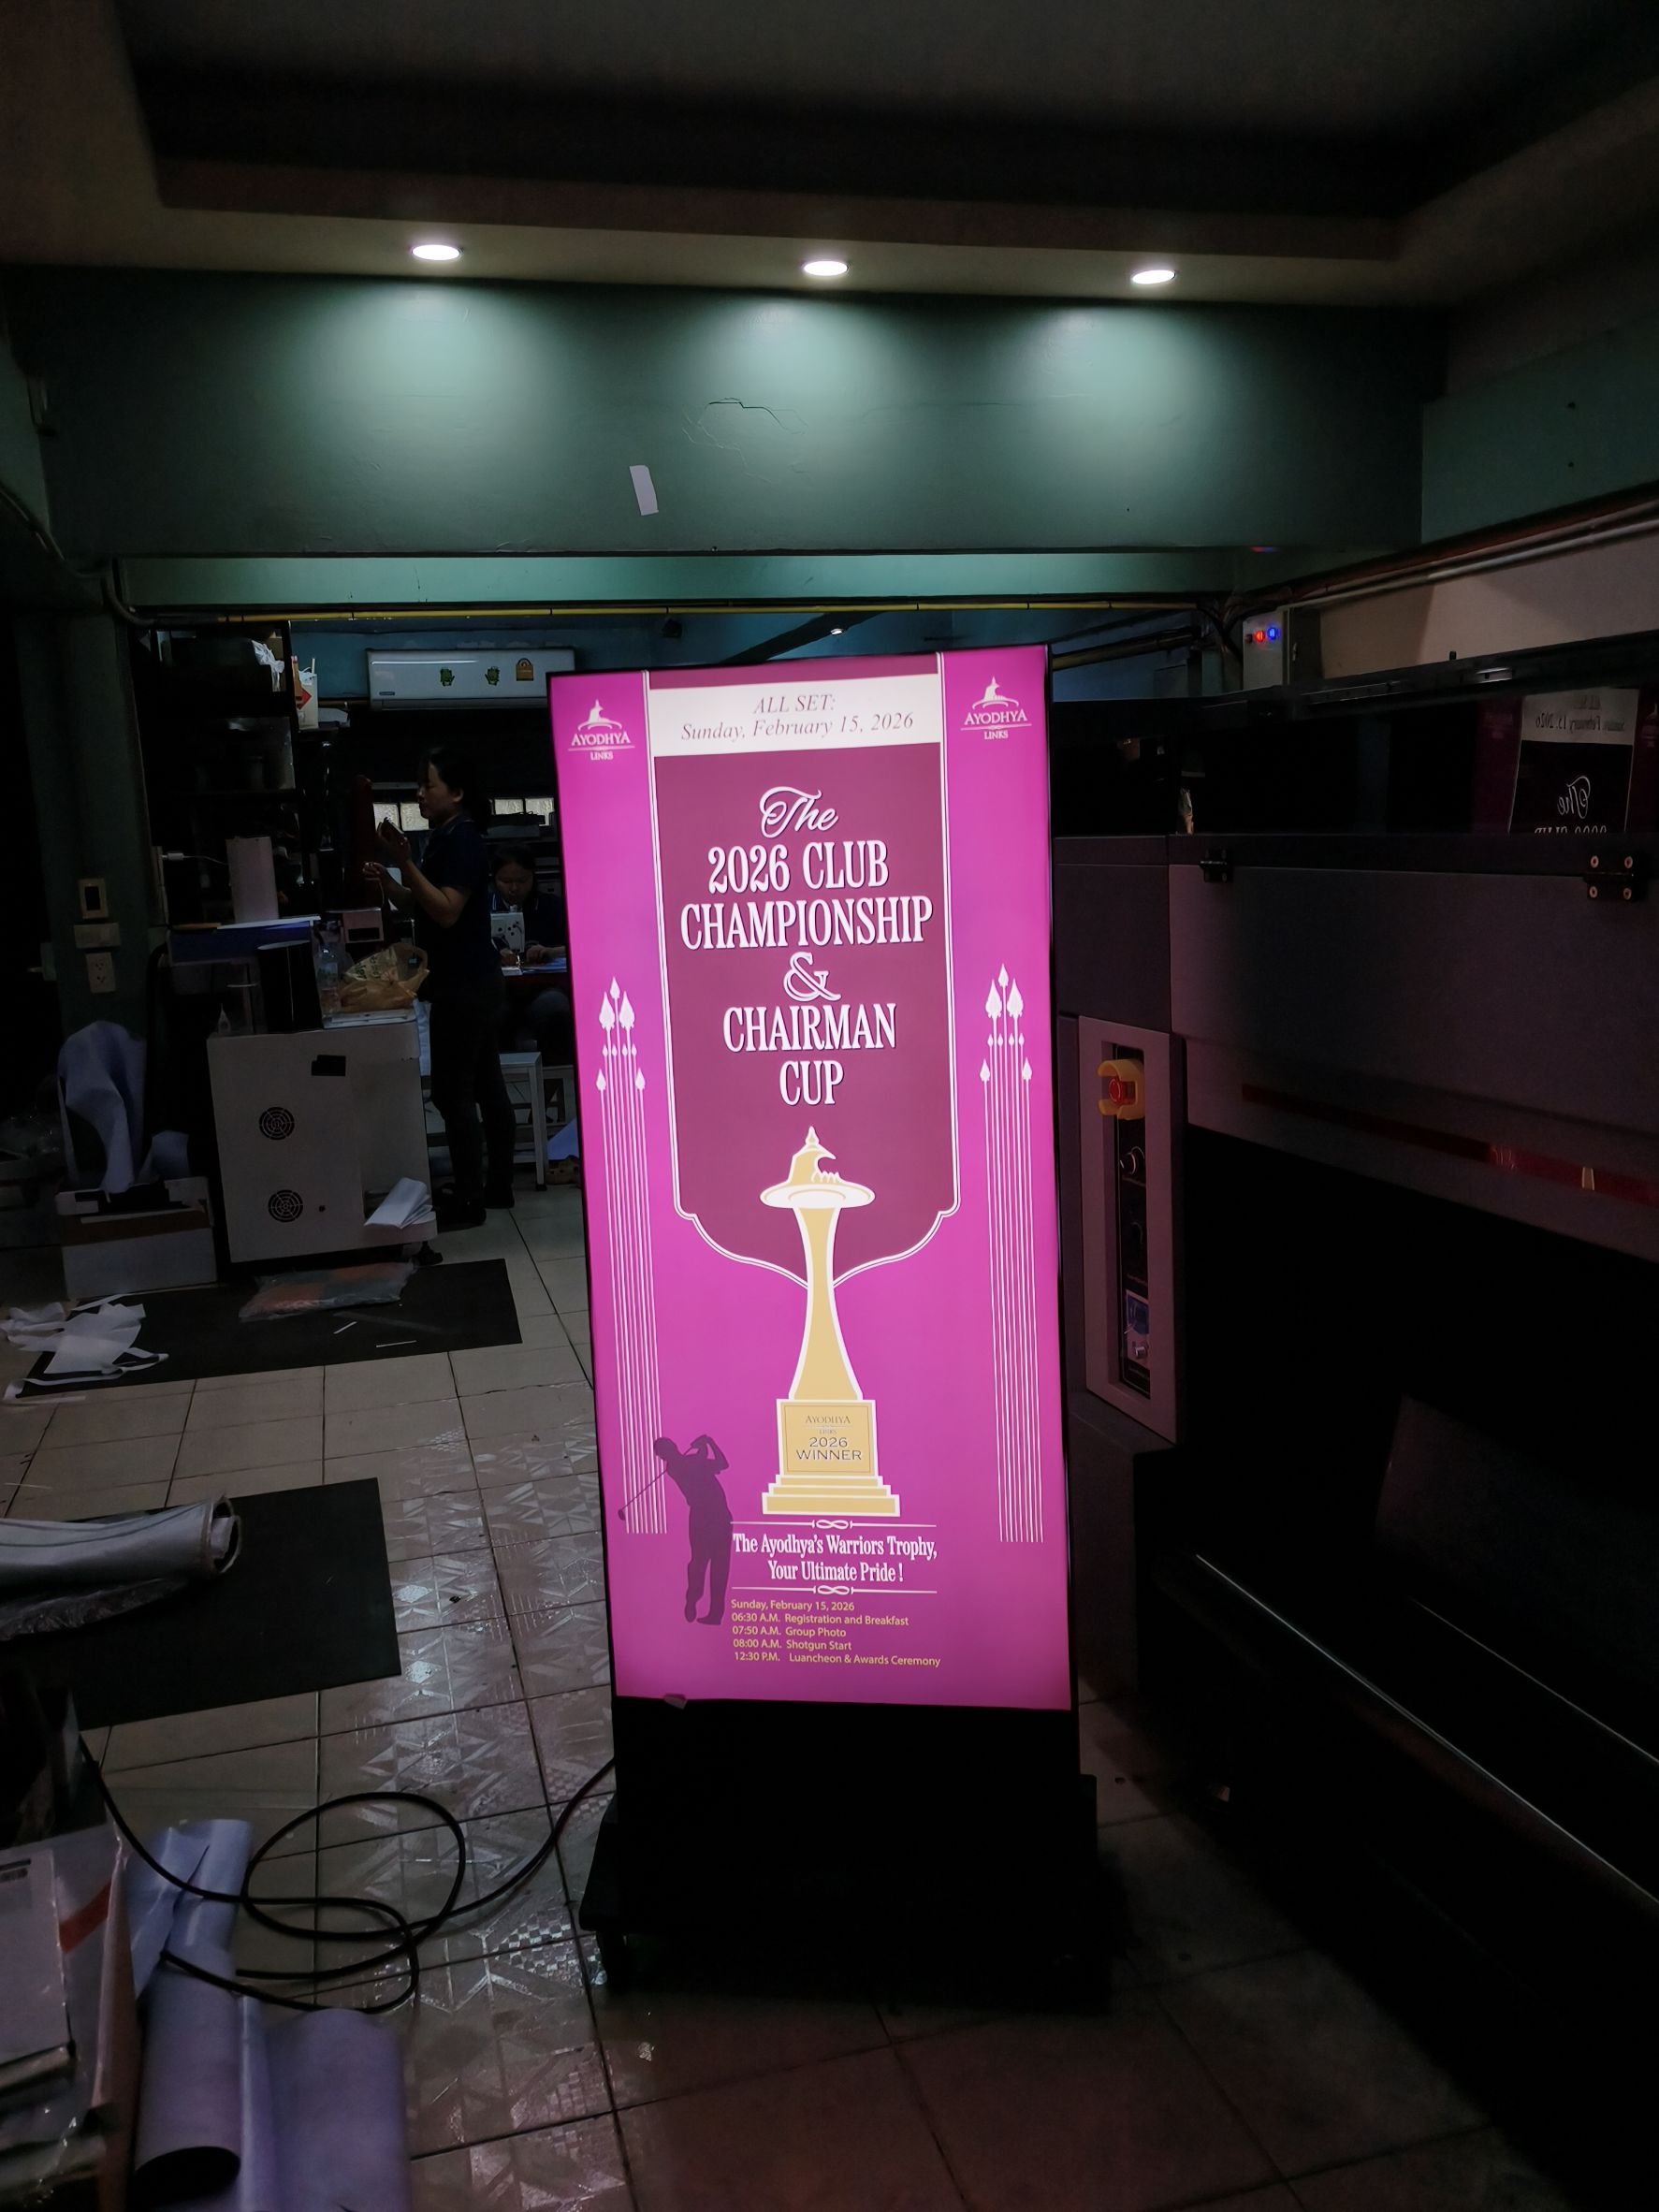 ALL SET:
Sunday, February 15, 2026
AYODHYA
LINKS
AYODHYA
LINKS
The
2026 CLUB
CHAMPIONSHIP
&
CHAIRMAN
CUP
AYODHYA
LINKS
2026
WINNER
The Ayodhya's Warriors Trophy,
Your Ultimate Pride !
Sunday, February 15, 2026
06:30 A.M. Registration and Breakfast
07:50 A.M. Group Photo
08:00 A.M. Shotgun Start
12:30 P.M. Luancheon & Awards Ceremony